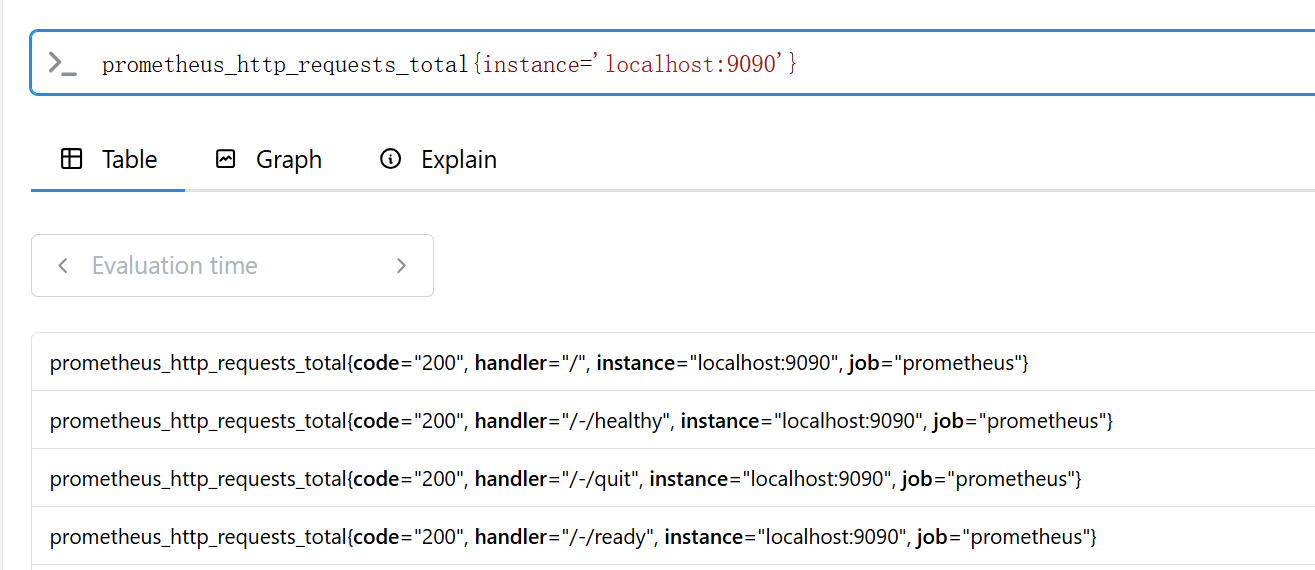 prometheus_http_requests_total{instance='localhost:9090'}
Table Graph Explain
Evaluation time
prometheus_http_requests_total{code="200", handler="/", instance="localhost:9090", job="prometheus"}
prometheus_http_requests_total{code="200", handler="/-/healthy", instance="localhost:9090", job="prometheus"}
prometheus_http_requests_total{code="200", handler="/-/quit", instance="localhost:9090", job="prometheus"}
prometheus_http_requests_total{code="200", handler="/-/ready", instance="localhost:9090", job="prometheus"}